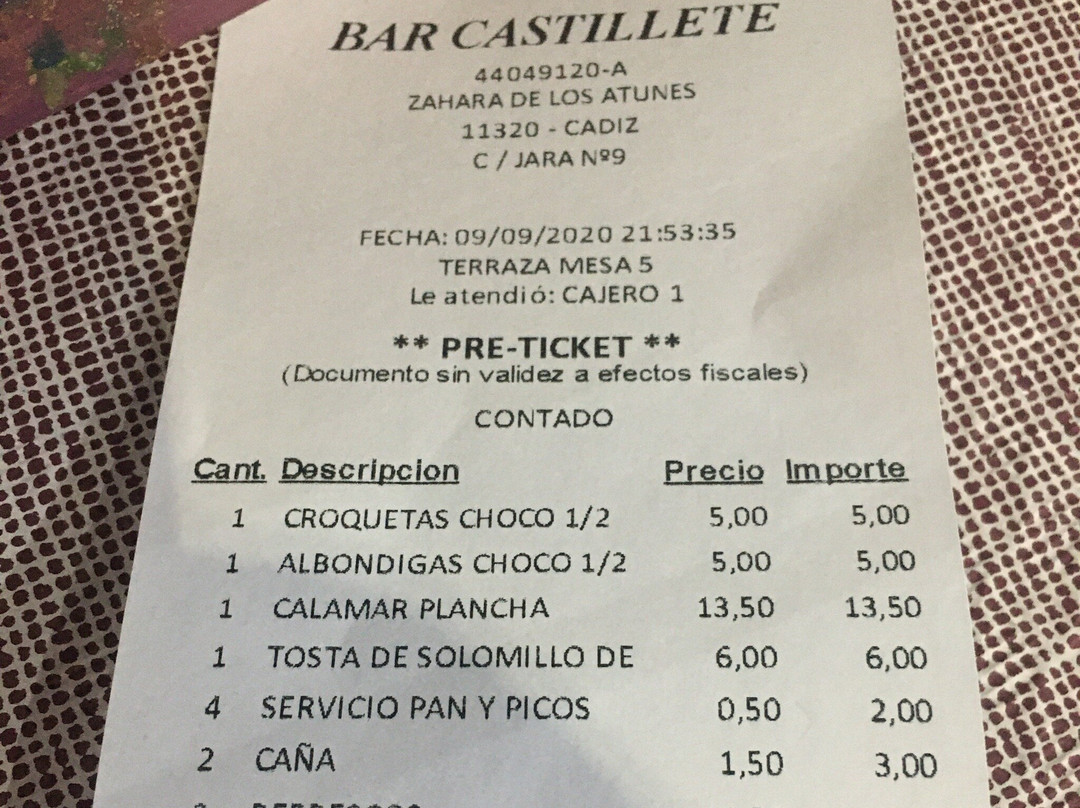 BAR CASTILLETE
44049120-A
ZAHARA DE LOS ATUNES
11320 - CADIZ
C / JARA Nº9
FECHA: 09/09/2020 21:53:35
TERRAZA MESA 5
Le atendió: CAJERO 1
** PRE-TICKET **
(Documento sin validez a efectos fiscales)
CONTADO
Cant. Descripcion Precio Importe
1 CROQUETAS CHOCO 1/2 5,00 5,00
1 ALBONDIGAS CHOCO 1/2 5,00 5,00
1 CALAMAR PLANCHA 13,50 13,50
1 TOSTA DE SOLOMILLO DE 6,00 6,00
4 SERVICIO PAN Y PICOS 0,50 2,00
2 CAÑA 1,50 3,00